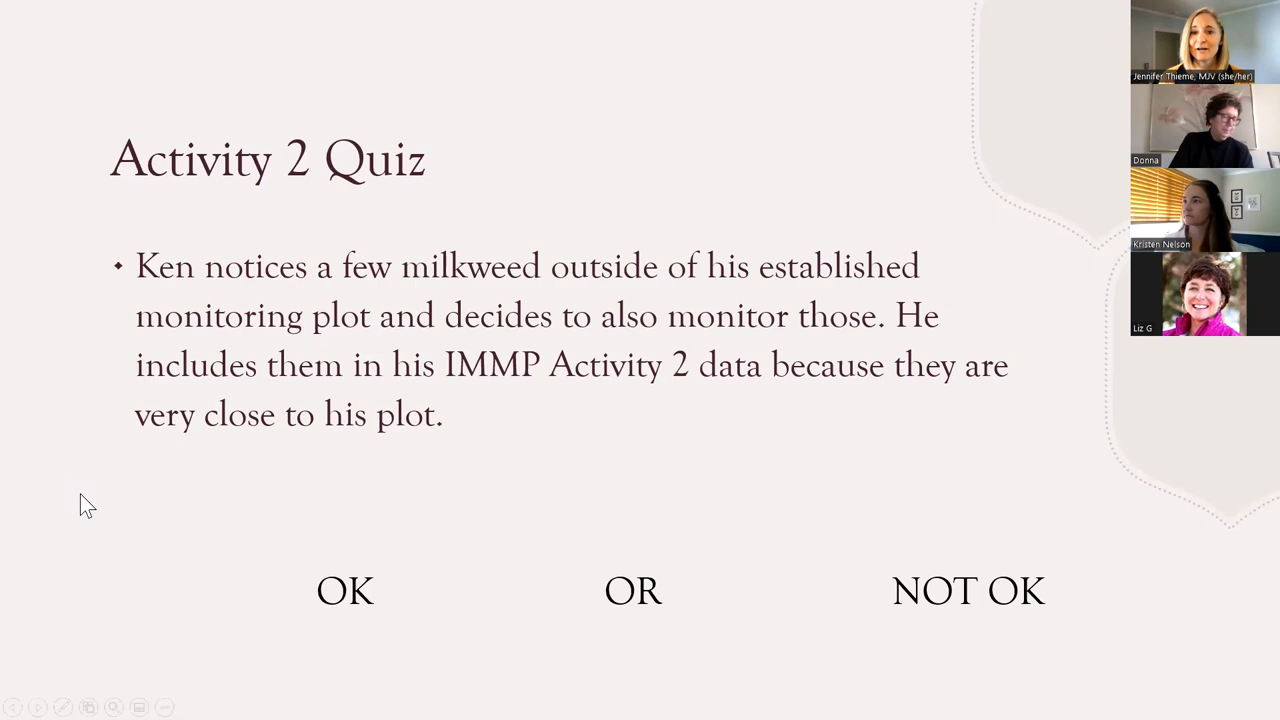 Activity 2 Quiz
Ken notices a few milkweed outside of his established
monitoring plot and decides to also monitor those. He
includes them in his IMMP Activity 2 data because they are
very close to his plot.
OK OR NOT OK
Jennifer Thieme, MJV (she/her)
Donna
Kristen Nelson
Liz G